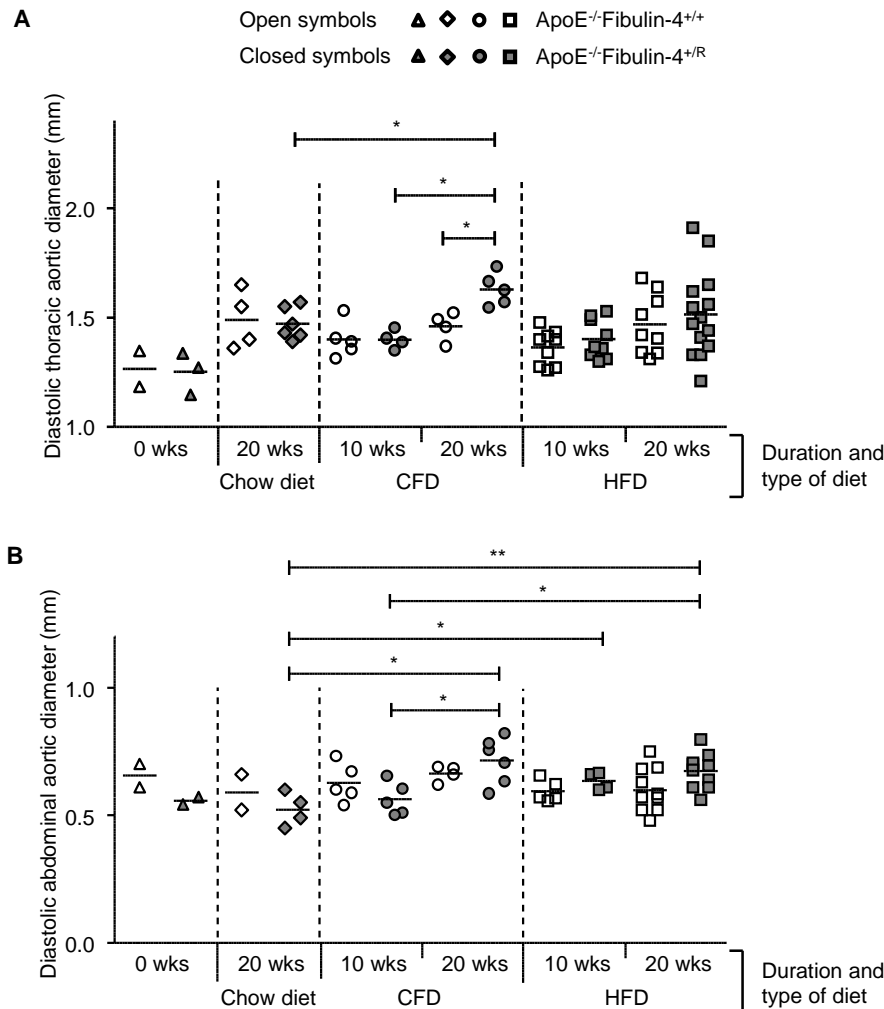 A
Open symbols ApoE-/-Fibulin-4+/+
Closed symbols ApoE-/-Fibulin-4+/R
Diastolic thoracic aortic diameter (mm)
*
*
*
2.0
1.5
1.0
0 wks 20 wks 10 wks 20 wks 10 wks 20 wks
Chow diet CFD HFD
Duration and
type of diet
B
Diastolic abdominal aortic diameter (mm)
**
*
*
*
*
1.0
0.5
0.0
0 wks 20 wks 10 wks 20 wks 10 wks 20 wks
Chow diet CFD HFD
Duration and
type of diet